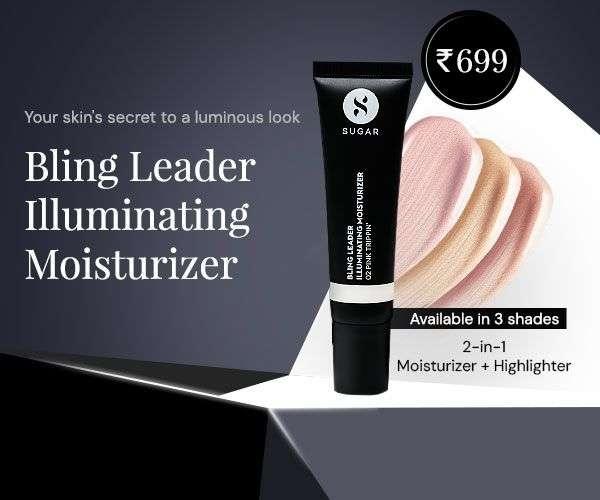 ₹699
Your skin's secret to a luminous look
Bling Leader
Illuminating
Moisturizer
SUGAR
BLING LEADER
ILLUMINATING MOISTURIZER
02 PINK TRIPPIN'
Available in 3 shades
2-in-1
Moisturizer + Highlighter